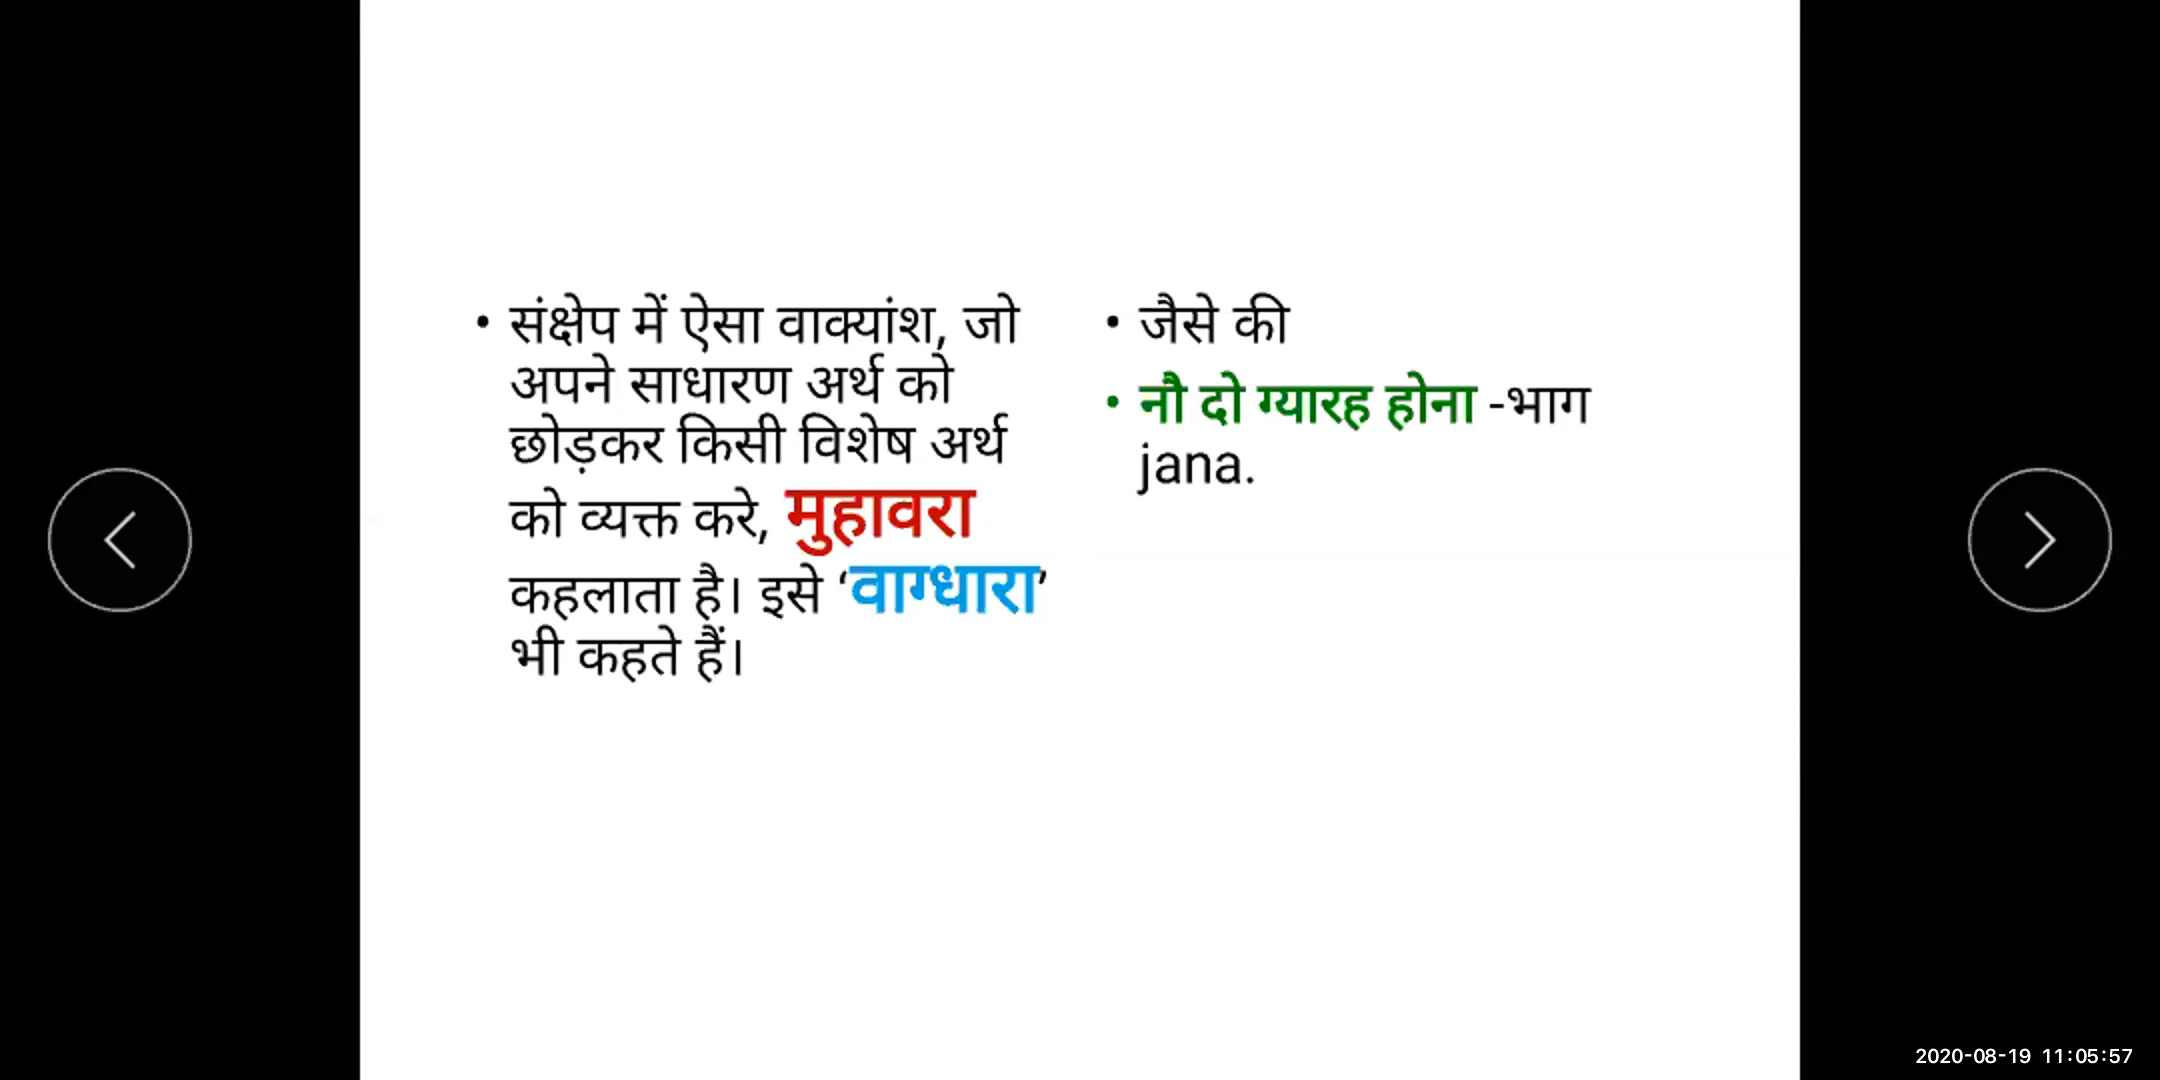 • संक्षेप में ऐसा वाक्यांश, जो
अपने साधारण अर्थ को
छोड़कर किसी विशेष अर्थ
को व्यक्त करे, मुहावरा
कहलाता है। इसे ‘वाग्धारा’
भी कहते हैं।
• जैसे की
• नौ दो ग्यारह होना -भाग
jana.
2020-08-19 11:05:57